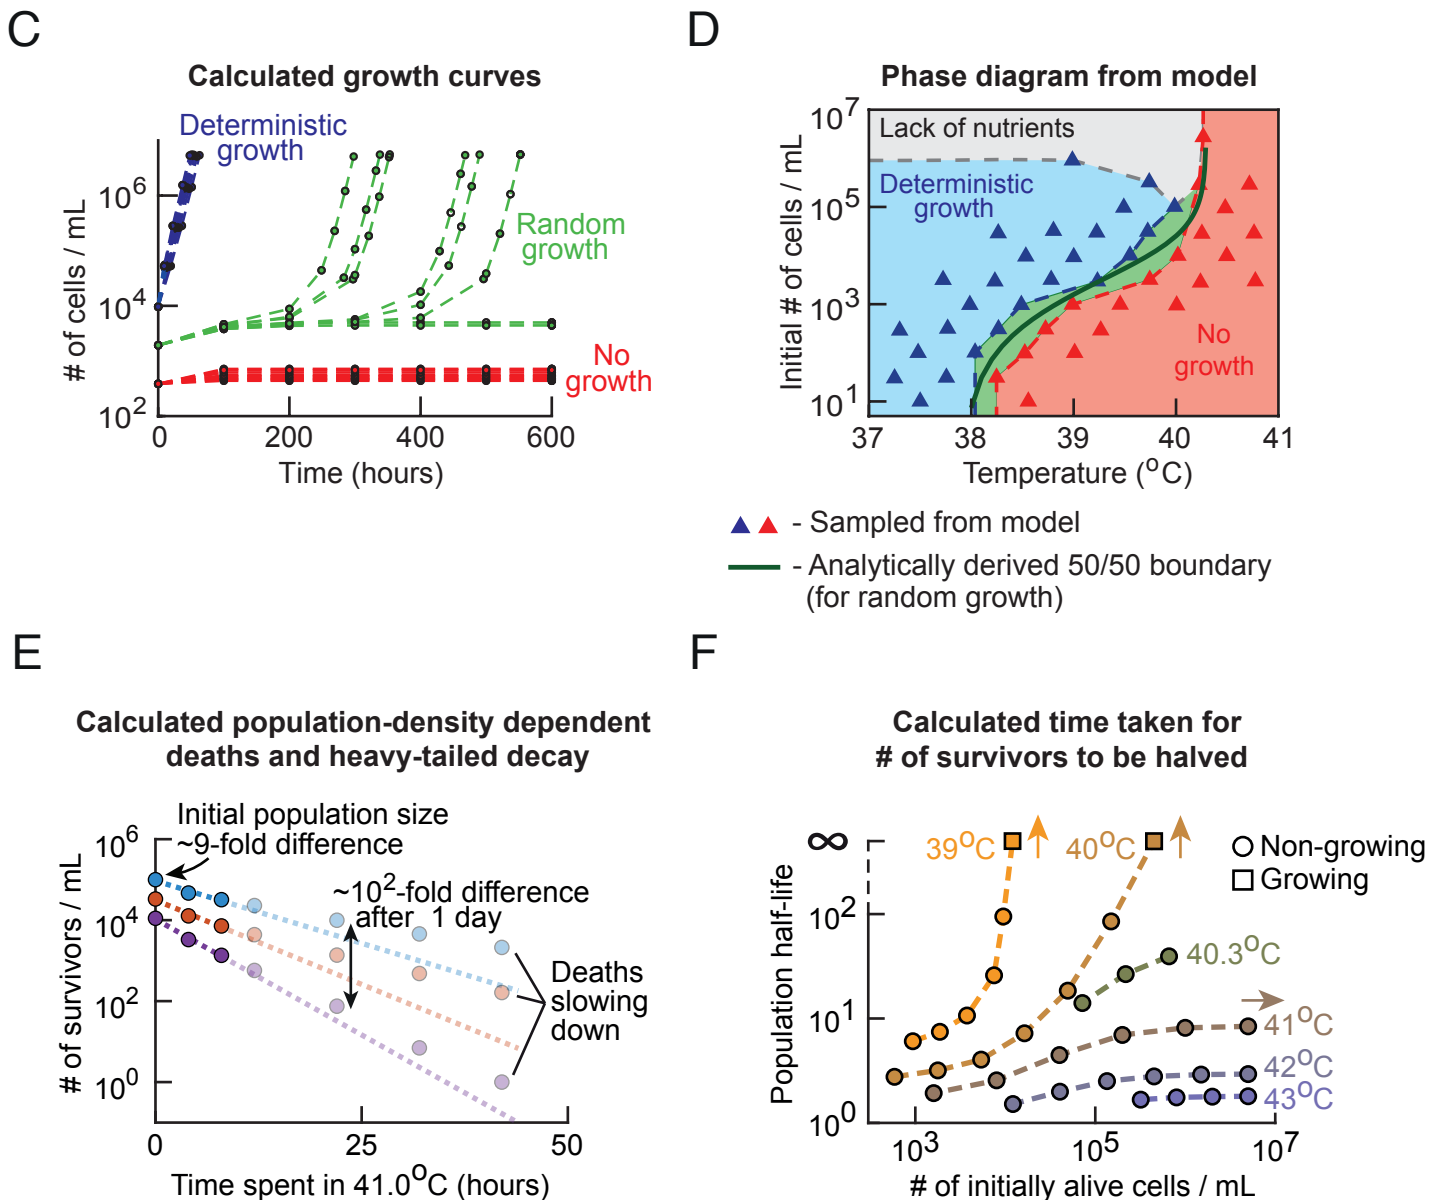 C
Calculated growth curves
Deterministic
growth
Random
growth
No
growth
# of cells / mL
10^6
10^4
10^2
0
200
400
600
Time (hours)
D
Phase diagram from model
Lack of nutrients
Deterministic
growth
No
growth
Initial # of cells / mL
10^7
10^5
10^3
10^1
37
38
39
40
41
Temperature (°C)
- Sampled from model
- Analytically derived 50/50 boundary
(for random growth)
E
Calculated population-density dependent
deaths and heavy-tailed decay
Initial population size
~9-fold difference
~10^2-fold difference
after 1 day
Deaths
slowing
down
# of survivors / mL
10^6
10^4
10^2
10^0
0
25
50
Time spent in 41.0°C (hours)
F
Calculated time taken for
# of survivors to be halved
39°C
40°C
Non-growing
Growing
40.3°C
41°C
42°C
43°C
Population half-life
∞
10^2
10^1
10^0
10^3
10^5
10^7
# of initially alive cells / mL